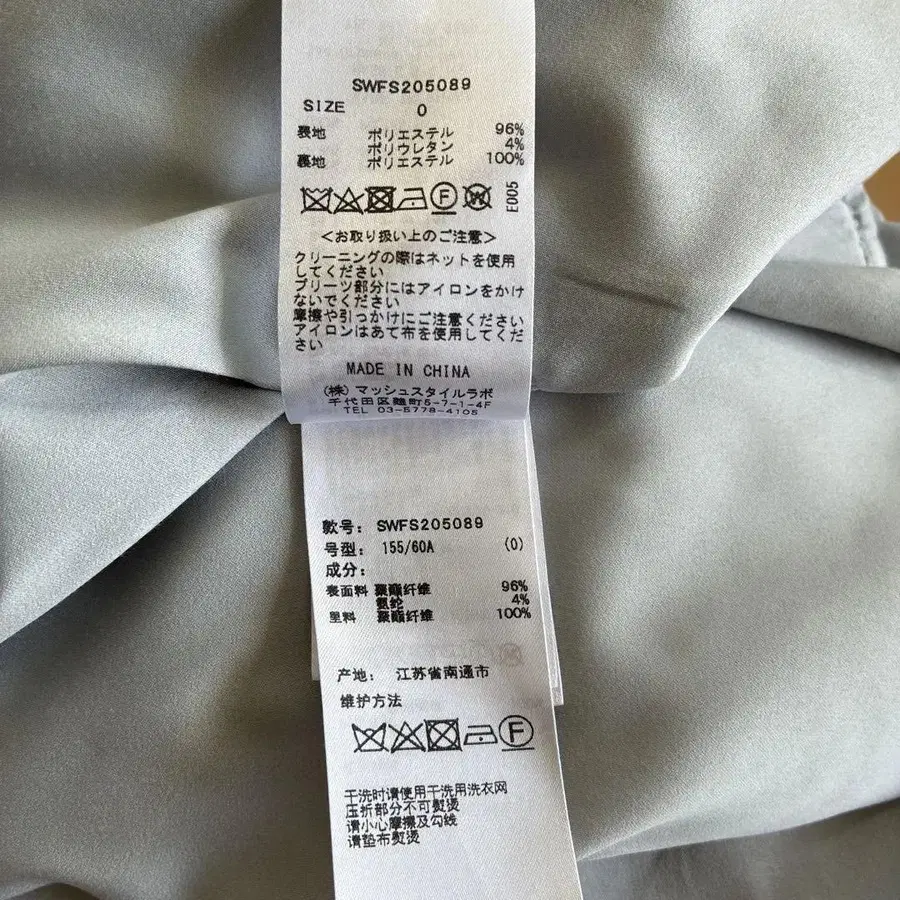 SWFS205089
SIZE 0
表地 ポリエステル 96%
ポリウレタン 4%
裏地 ポリエステル 100%
F W E005
<お取り扱い上のご注意>
クリーニングの際はネットを使用
してください
プリーツ部分にはアイロンをかけ
ないでください
摩擦や引っかけにご注意ください
アイロンはあて布を使用してくだ
さい
MADE IN CHINA
(株)マッシュスタイルラボ
千代田区麹町5-7-1-4F
TEL 03-5778-4105
款号: SWFS205089
号型: 155/60A (0)
成分:
表面料 聚酯纤维 96%
氨纶 4%
里料 聚酯纤维 100%
产地: 江苏省南通市
维护方法
F
干洗时请使用干洗用洗衣网
压折部分不可熨烫
请小心摩擦及勾线
请垫布熨烫